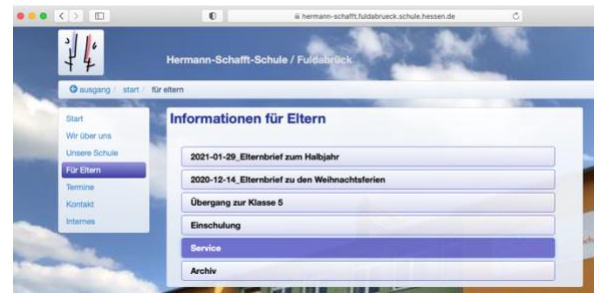 hermann-schafft.fuldabrueck.schule.hessen.de
Hermann-Schafft-Schule / Fuldabrück
ausgang / start / für eltern
Start
Wir über uns
Unsere Schule
Für Eltern
Termine
Kontakt
Internes
Informationen für Eltern
2021-01-29_Elternbrief zum Halbjahr
2020-12-14_Elternbrief zu den Weihnachtsferien
Übergang zur Klasse 5
Einschulung
Service
Archiv